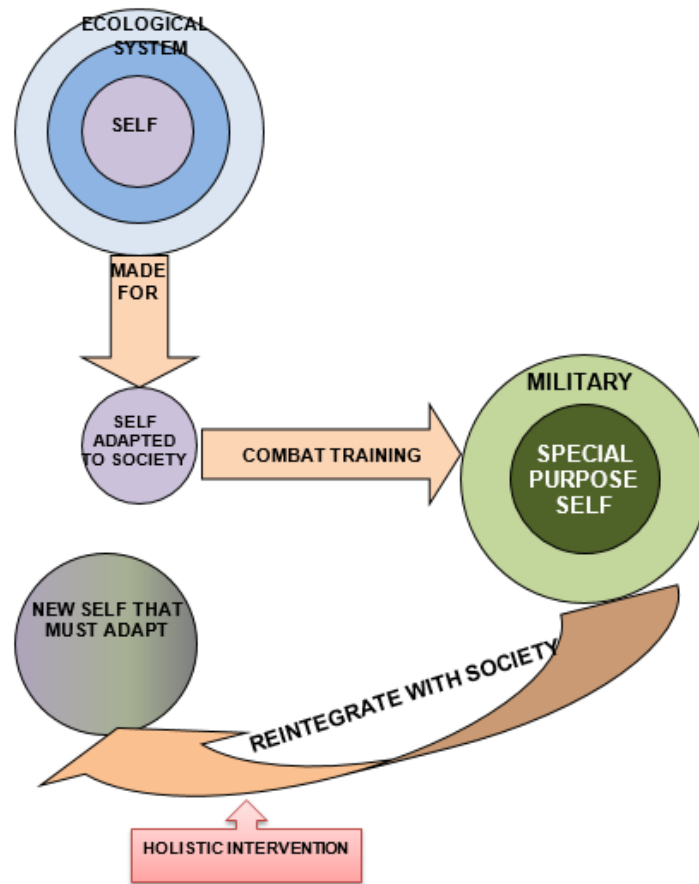 ECOLOGICAL
SYSTEM
SELF
MADE
FOR
SELF
ADAPTED
TO SOCIETY
COMBAT TRAINING
MILITARY
SPECIAL
PURPOSE
SELF
NEW SELF THAT
MUST ADAPT
REINTEGRATE WITH SOCIETY
HOLISTIC INTERVENTION